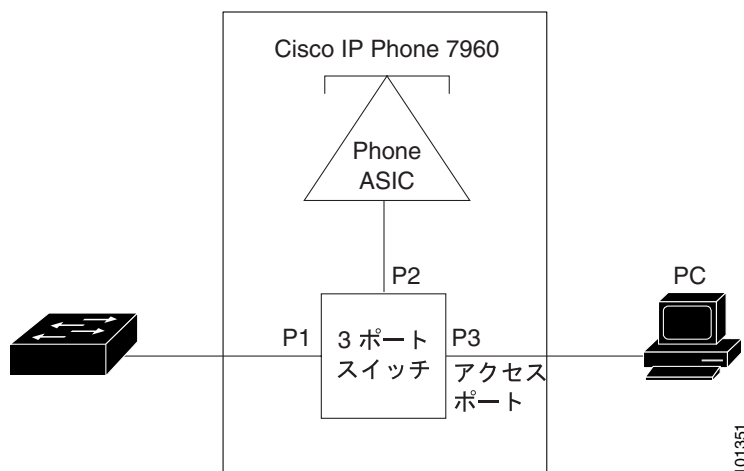 Cisco IP Phone 7960
Phone
ASIC
P2
PC
P1
3 ポート
スイッチ
P3
アクセス
ポート
101351